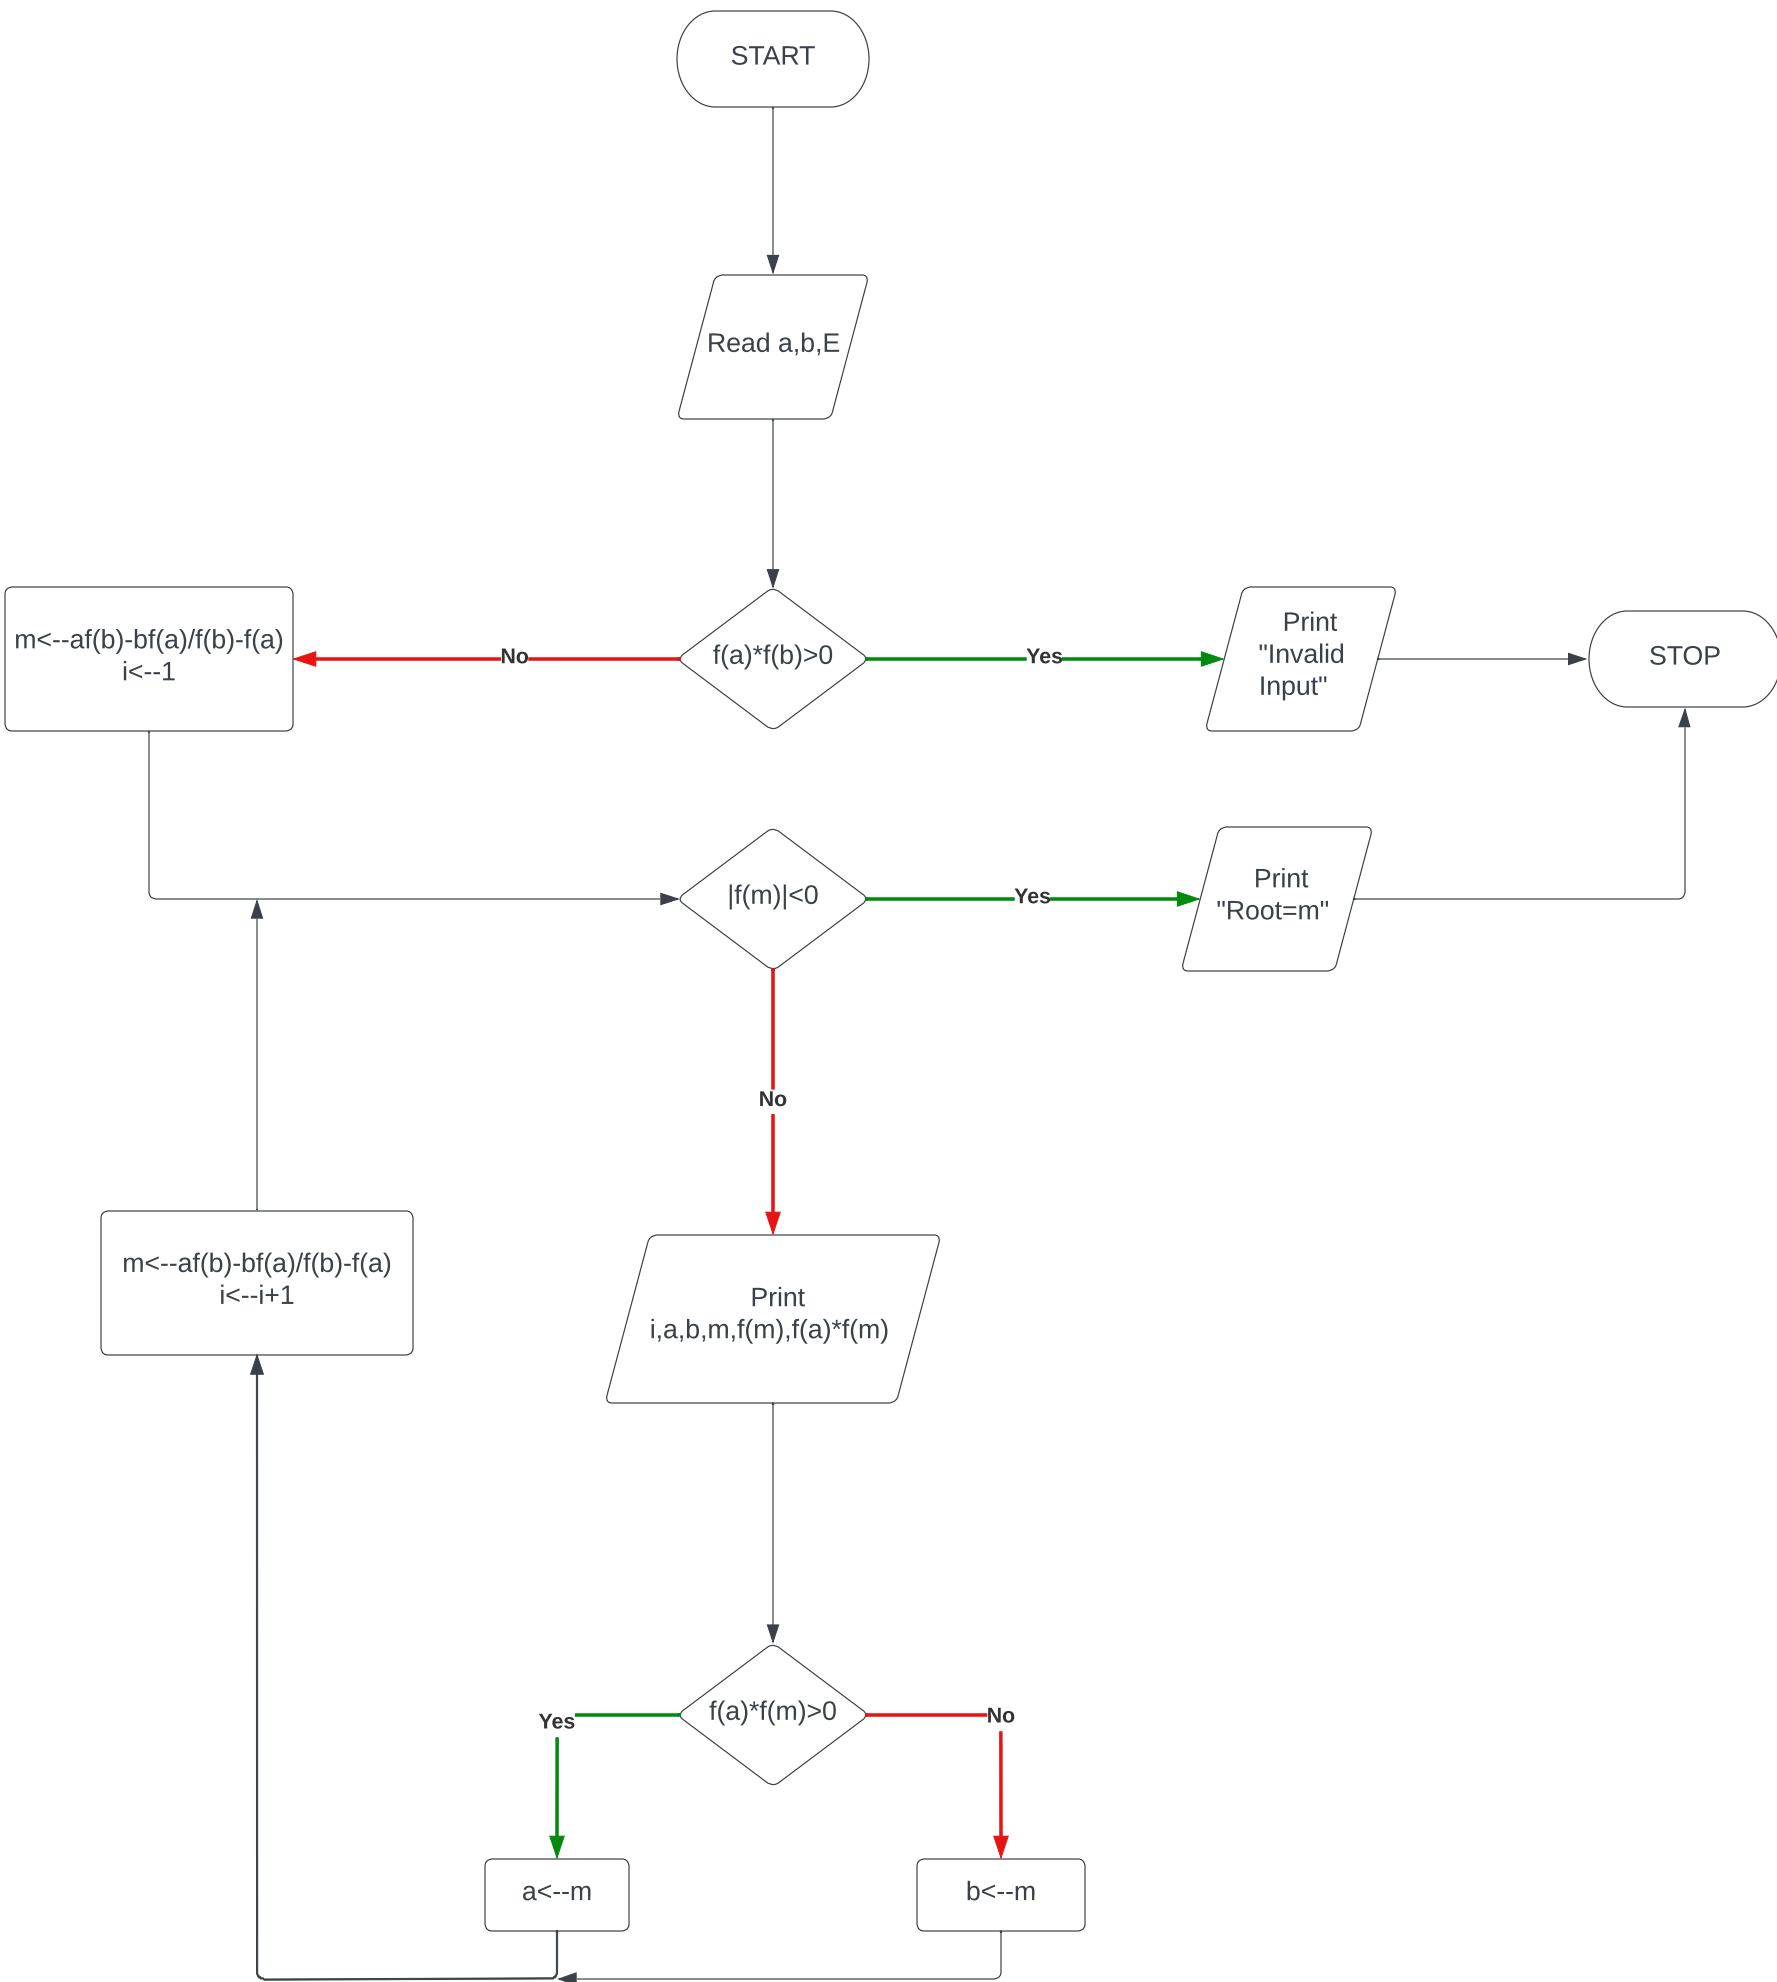 START
Read a,b,E
m<--af(b)-bf(a)/f(b)-f(a)
i<--1
No
f(a)*f(b)>0
Yes
Print
"Invalid
Input"
STOP
|f(m)|<0
Yes
Print
"Root=m"
No
m<--af(b)-bf(a)/f(b)-f(a)
i<--i+1
Print
i,a,b,m,f(m),f(a)*f(m)
Yes
f(a)*f(m)>0
No
a<--m
b<--m